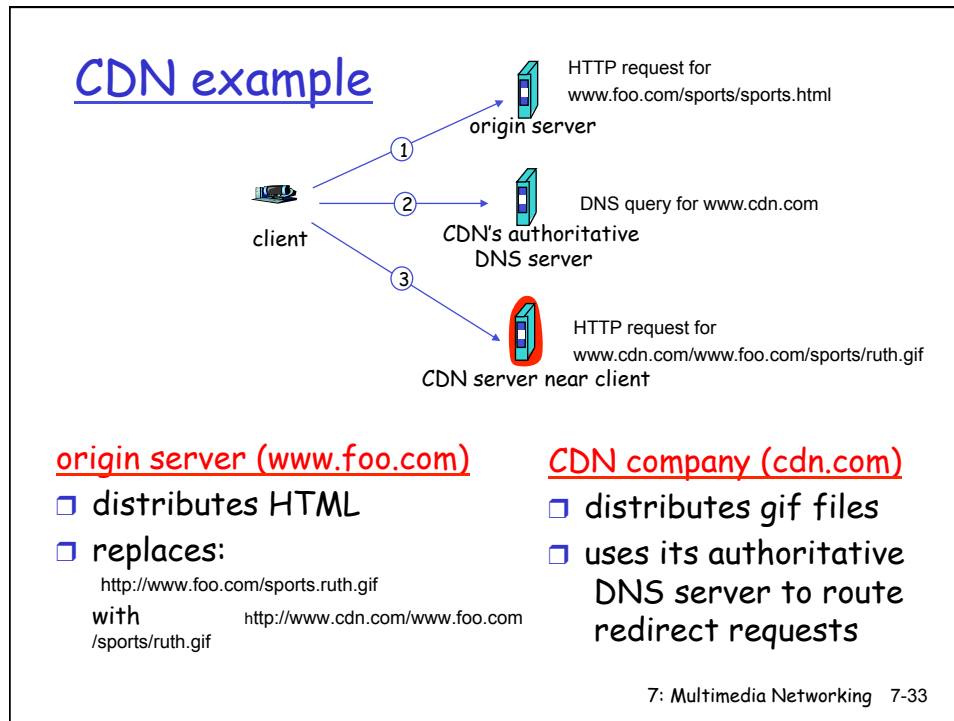 CDN example
HTTP request for
www.foo.com/sports/sports.html
origin server
1
2
DNS query for www.cdn.com
client
CDN's authoritative
DNS server
3
HTTP request for
www.cdn.com/www.foo.com/sports/ruth.gif
CDN server near client
origin server (www.foo.com)
❒ distributes HTML
❒ replaces:
http://www.foo.com/sports.ruth.gif
with http://www.cdn.com/www.foo.com
/sports/ruth.gif
CDN company (cdn.com)
❒ distributes gif files
❒ uses its authoritative
DNS server to route
redirect requests
7: Multimedia Networking 7-33